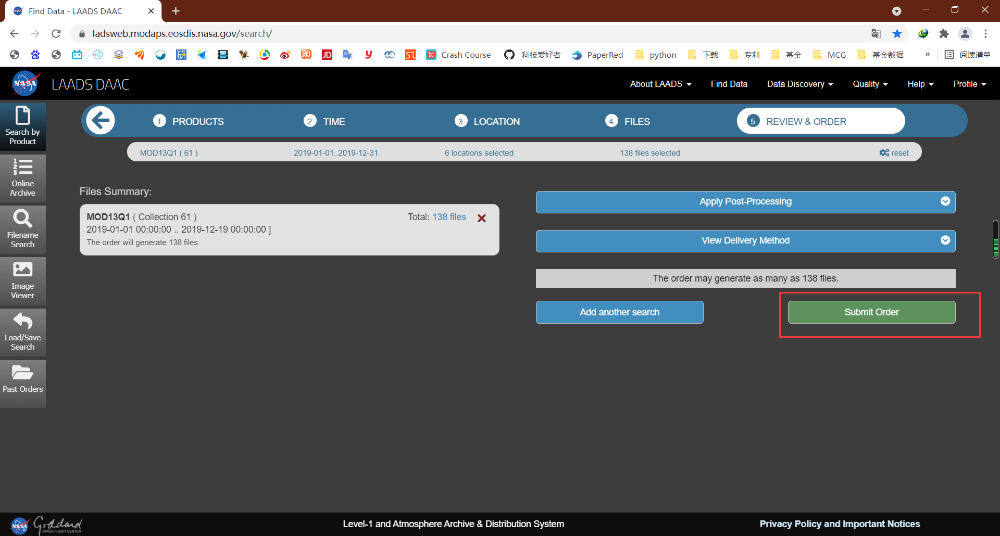 Find Data - LAADS DAAC
ladsweb.modaps.eosdis.nasa.gov/search/
Crash Course 科技爱好者 PaperRed python 下载 专利 基金 MCG 基金数据 » 阅读清单
NASA LAADS DAAC About LAADS Find Data Data Discovery Quality Help Profile
Search by
Product
Online
Archive
Filename
Search
Image
Viewer
Load/Save
Search
Past Orders
1 PRODUCTS 2 TIME 3 LOCATION 4 FILES 5 REVIEW & ORDER
MOD13Q1 ( 61 ) 2019-01-01..2019-12-31 6 locations selected 138 files selected reset
Files Summary:
MOD13Q1 ( Collection 61 ) Total: 138 files
2019-01-01 00:00:00 .. 2019-12-19 00:00:00 ]
The order will generate 138 files.
Apply Post-Processing
View Delivery Method
The order may generate as many as 138 files.
Add another search Submit Order
NASA Goddard
SPACE FLIGHT CENTER
Level-1 and Atmosphere Archive & Distribution System Privacy Policy and Important Notices